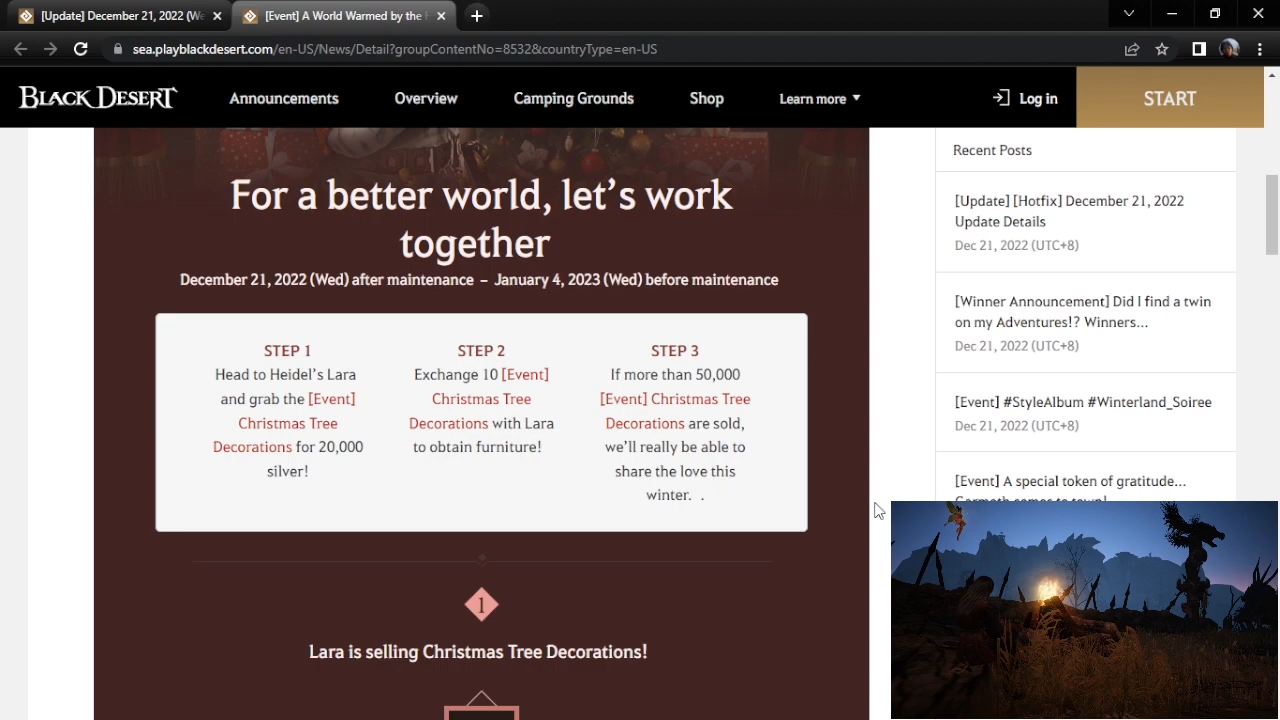 [Update] December 21, 2022 (We
[Event] A World Warmed by the H
sea.playblackdesert.com/en-US/News/Detail?groupContentNo=8532&countryType=en-US
BLACK DESERT
Announcements
Overview
Camping Grounds
Shop
Learn more
Log in
START
For a better world, let's work
together
December 21, 2022 (Wed) after maintenance – January 4, 2023 (Wed) before maintenance
STEP 1
Head to Heidel's Lara
and grab the [Event]
Christmas Tree
Decorations for 20,000
silver!
STEP 2
Exchange 10 [Event]
Christmas Tree
Decorations with Lara
to obtain furniture!
STEP 3
If more than 50,000
[Event] Christmas Tree
Decorations are sold,
we'll really be able to
share the love this
winter. .
1
Lara is selling Christmas Tree Decorations!
Recent Posts
[Update] [Hotfix] December 21, 2022
Update Details
Dec 21, 2022 (UTC+8)
[Winner Announcement] Did I find a twin
on my Adventures!? Winners...
Dec 21, 2022 (UTC+8)
[Event] #StyleAlbum #Winterland_Soiree
Dec 21, 2022 (UTC+8)
[Event] A special token of gratitude...
Garmoth comes to town!